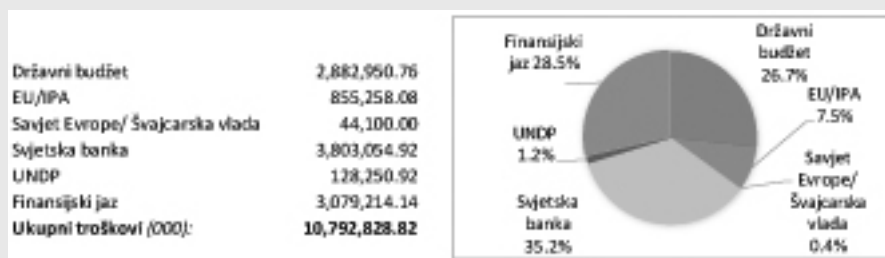 Državni budžet 2,882,950.76
EU/IPA 855,258.08
Savjet Evrope/ Švajcarska vlada 44,100.00
Svjetska banka 3,803,054.92
UNDP 128,250.92
Finansijski jaz 3,079,214.14
Ukupni troškovi (000): 10,792,828.82
Finansijski
jaz 28.5%
Državni
budžet
26.7%
EU/IPA
7.5%
Savjet
Evrope/
Švajcarska
vlada
0.4%
Svjetska
banka
35.2%
UNDP
1.2%